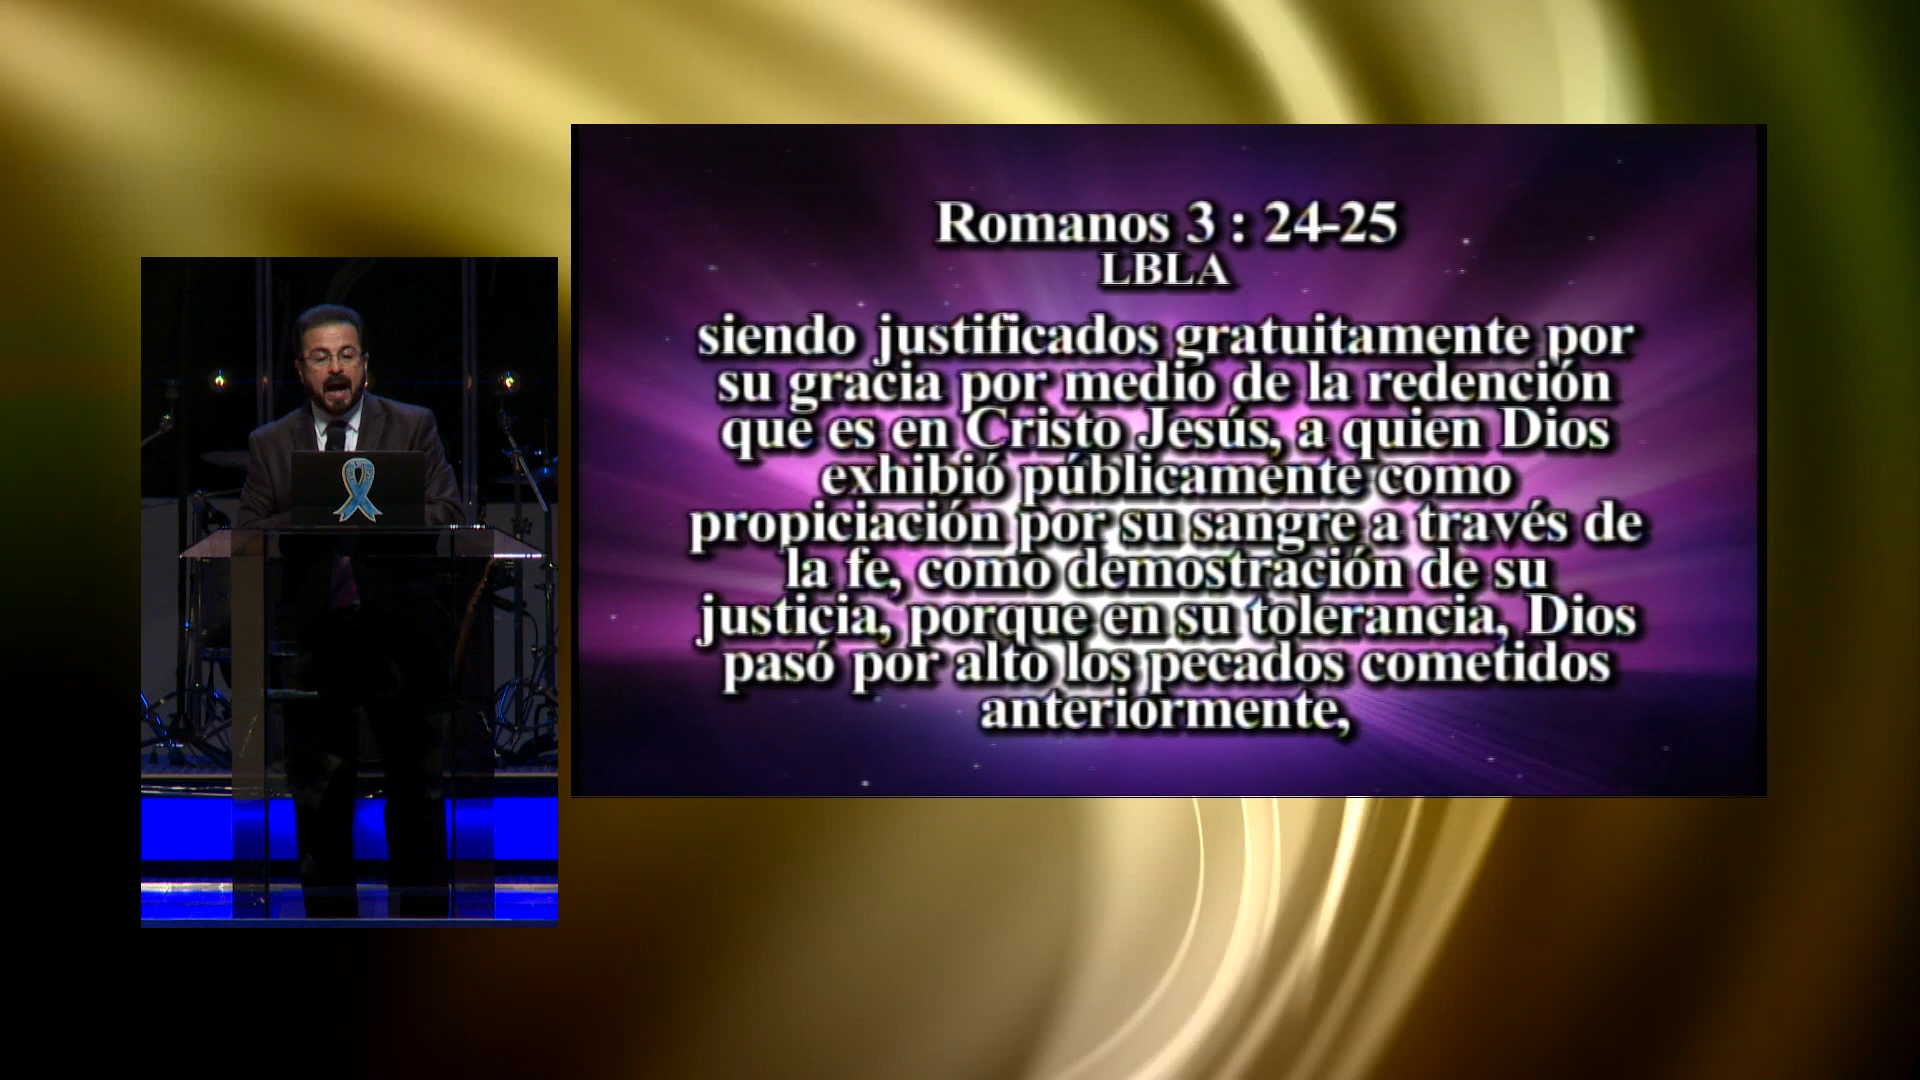 Romanos 3 : 24-25
LBLA
siendo justificados gratuitamente por
su gracia por medio de la redención
que es en Cristo Jesús, a quien Dios
exhibió públicamente como
propiciación por su sangre a través de
la fe, como demostración de su
justicia, porque en su tolerancia, Dios
pasó por alto los pecados cometidos
anteriormente,